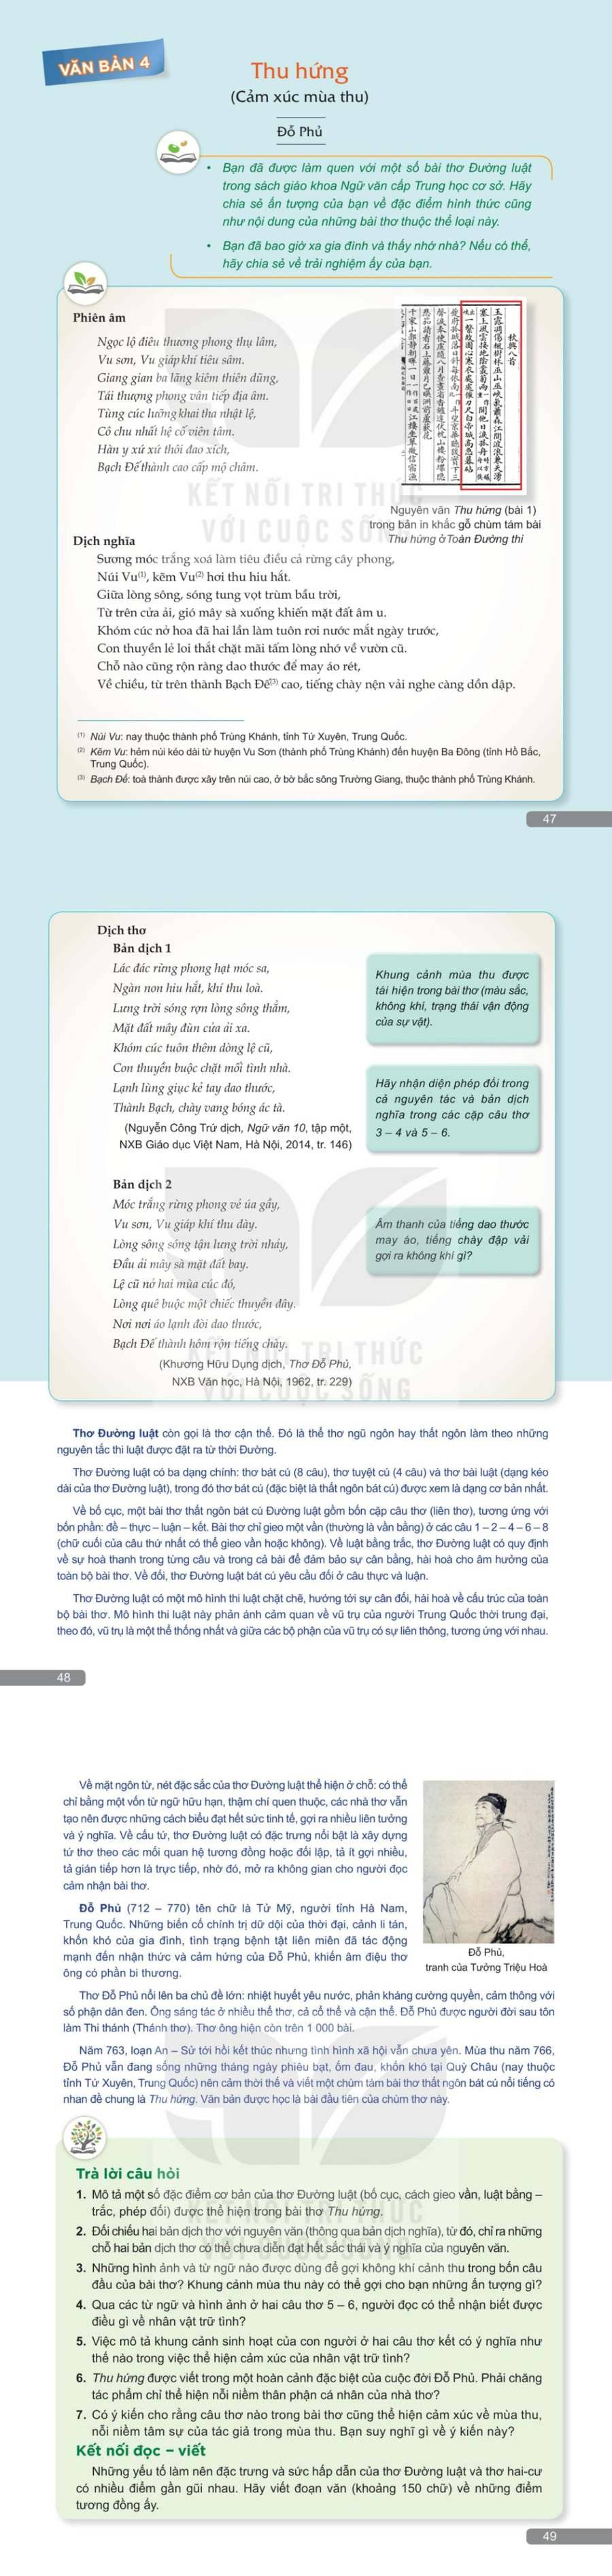 VĂN BẢN 4
Thu hứng
(Cảm xúc mùa thu)
Đỗ Phủ
• Bạn đã được làm quen với một số bài thơ Đường luật
trong sách giáo khoa Ngữ văn cấp Trung học cơ sở. Hãy
chia sẻ ấn tượng của bạn về đặc điểm hình thức cũng
như nội dung của những bài thơ thuộc thể loại này.
• Bạn đã bao giờ xa gia đình và thấy nhớ nhà? Nếu có thể,
hãy chia sẻ về trải nghiệm ấy của bạn.
Phiên âm
Ngọc lộ điêu thương phong thụ lâm,
Vu sơn, Vu giáp khí tiêu sâm.
Giang gian ba lãng kiêm thiên dũng,
Tái thượng phong vân tiếp địa âm.
Tùng cúc lưỡng khai tha nhật lệ,
Cô chu nhất hệ cố viên tâm.
Hàn y xứ xứ thôi đao xích,
Bạch Đế thành cao cấp mộ châm.
Nguyên văn Thu hứng (bài 1)
trong bản in khắc gỗ chùm tám bài
Thu hứng ở Toàn Đường thi
Dịch nghĩa
Sương móc trắng xoá làm tiêu điều cả rừng cây phong,
Núi Vu(1), kẽm Vu(2) hơi thu hiu hắt.
Giữa lòng sông, sóng tung vọt trùm bầu trời,
Từ trên cửa ải, gió mây sà xuống khiến mặt đất âm u.
Khóm cúc nở hoa đã hai lần làm tuôn rơi nước mắt ngày trước,
Con thuyền lẻ loi thắt chặt mãi tấm lòng nhớ về vườn cũ.
Chỗ nào cũng rộn ràng dao thước để may áo rét,
Về chiều, từ trên thành Bạch Đế(3) cao, tiếng chày nện vải nghe càng dồn dập.
(1) Núi Vu: nay thuộc thành phố Trùng Khánh, tỉnh Tứ Xuyên, Trung Quốc.
(2) Kẽm Vu: hẻm núi kéo dài từ huyện Vu Sơn (thành phố Trùng Khánh) đến huyện Ba Đông (tỉnh Hồ Bắc,
Trung Quốc).
(3) Bạch Đế: toà thành được xây trên núi cao, ở bờ bắc sông Trường Giang, thuộc thành phố Trùng Khánh.
47
Dịch thơ
Bản dịch 1
Lác đác rừng phong hạt móc sa,
Ngàn non hiu hắt, khí thu loà.
Lưng trời sóng rợn lòng sông thẳm,
Mặt đất mây đùn cửa ải xa.
Khóm cúc tuôn thêm dòng lệ cũ,
Con thuyền buộc chặt mối tình nhà.
Lạnh lùng giục kẻ tay dao thước,
Thành Bạch, chày vang bóng ác tà.
(Nguyễn Công Trứ dịch, Ngữ văn 10, tập một,
NXB Giáo dục Việt Nam, Hà Nội, 2014, tr. 146)
Khung cảnh mùa thu được
tái hiện trong bài thơ (màu sắc,
không khí, trạng thái vận động
của sự vật).
Hãy nhận diện phép đối trong
cả nguyên tác và bản dịch
nghĩa trong các cặp câu thơ
3 – 4 và 5 – 6.
Bản dịch 2
Móc trắng rừng phong vẻ úa gầy,
Vu sơn, Vu giáp khí thu dày.
Lòng sông sóng tận lưng trời nhảy,
Đầu ải mây sà mặt đất bay.
Lệ cũ nở hai mùa cúc đó,
Lòng quê buộc một chiếc thuyền đây.
Nơi nơi áo lạnh đòi dao thước,
Bạch Đế thành hôm rộn tiếng chày.
(Khương Hữu Dụng dịch, Thơ Đỗ Phủ,
NXB Văn học, Hà Nội, 1962, tr. 229)
Âm thanh của tiếng dao thước
may áo, tiếng chày đập vải
gợi ra không khí gì?
KẾT NỐI TRI THỨC
VỚI CUỘC SỐNG
Thơ Đường luật còn gọi là thơ cận thể. Đó là thể thơ ngũ ngôn hay thất ngôn làm theo những
nguyên tắc thi luật được đặt ra từ thời Đường.
Thơ Đường luật có ba dạng chính: thơ bát cú (8 câu), thơ tuyệt cú (4 câu) và thơ bài luật (dạng kéo
dài của thơ Đường luật), trong đó thơ bát cú (đặc biệt là thất ngôn bát cú) được xem là dạng cơ bản nhất.
Về bố cục, một bài thơ thất ngôn bát cú Đường luật gồm bốn cặp câu thơ (liên thơ), tương ứng với
bốn phần: đề – thực – luận – kết. Bài thơ chỉ gieo một vần (thường là vần bằng) ở các câu 1 – 2 – 4 – 6 – 8
(chữ cuối của câu thứ nhất có thể gieo vần hoặc không). Về luật bằng trắc, thơ Đường luật có quy định
về sự hoà thanh trong từng câu và trong cả bài để đảm bảo sự cân bằng, hài hoà cho âm hưởng của
toàn bộ bài thơ. Về đối, thơ Đường luật bát cú yêu cầu đối ở câu thực và luận.
Thơ Đường luật có một mô hình thi luật chặt chẽ, hướng tới sự cân đối, hài hoà về cấu trúc của toàn
bộ bài thơ. Mô hình thi luật này phản ánh cảm quan về vũ trụ của người Trung Quốc thời trung đại,
theo đó, vũ trụ là một thể thống nhất và giữa các bộ phận của vũ trụ có sự liên thông, tương ứng với nhau.
48
Về mặt ngôn từ, nét đặc sắc của thơ Đường luật thể hiện ở chỗ: có thể
chỉ bằng một vốn từ ngữ hữu hạn, thậm chí quen thuộc, các nhà thơ vẫn
tạo nên được những cách biểu đạt hết sức tinh tế, gợi ra nhiều liên tưởng
và ý nghĩa. Về cấu tứ, thơ Đường luật có đặc trưng nổi bật là xây dựng
tứ thơ theo các mối quan hệ tương đồng hoặc đối lập, tả ít gợi nhiều,
tả gián tiếp hơn là trực tiếp, nhờ đó, mở ra không gian cho người đọc
cảm nhận bài thơ.
Đỗ Phủ (712 – 770) tên chữ là Tử Mỹ, người tỉnh Hà Nam,
Trung Quốc. Những biến cố chính trị dữ dội của thời đại, cảnh li tán,
khốn khó của gia đình, tình trạng bệnh tật liên miên đã tác động
mạnh đến nhận thức và cảm hứng của Đỗ Phủ, khiến âm điệu thơ
ông có phần bi thương.
Đỗ Phủ,
tranh của Tưởng Triệu Hoà
Thơ Đỗ Phủ nổi lên ba chủ đề lớn: nhiệt huyết yêu nước, phản kháng cường quyền, cảm thông với
số phận dân đen. Ông sáng tác ở nhiều thể thơ, cả cổ thể và cận thể. Đỗ Phủ được người đời sau tôn
làm Thi thánh (Thánh thơ). Thơ ông hiện còn trên 1 000 bài.
Năm 763, loạn An – Sử tới hồi kết thúc nhưng tình hình xã hội vẫn chưa yên. Mùa thu năm 766,
Đỗ Phủ vẫn đang sống những tháng ngày phiêu bạt, ốm đau, khốn khó tại Quỳ Châu (nay thuộc
tỉnh Tứ Xuyên, Trung Quốc) nên cảm thời thế và viết một chùm tám bài thơ thất ngôn bát cú nổi tiếng có
nhan đề chung là Thu hứng. Văn bản được học là bài đầu tiên của chùm thơ này.
Trả lời câu hỏi
1. Mô tả một số đặc điểm cơ bản của thơ Đường luật (bố cục, cách gieo vần, luật bằng –
trắc, phép đối) được thể hiện trong bài thơ Thu hứng.
2. Đối chiếu hai bản dịch thơ với nguyên văn (thông qua bản dịch nghĩa), từ đó, chỉ ra những
chỗ hai bản dịch thơ có thể chưa diễn đạt hết sắc thái và ý nghĩa của nguyên văn.
3. Những hình ảnh và từ ngữ nào được dùng để gợi không khí cảnh thu trong bốn câu
đầu của bài thơ? Khung cảnh mùa thu này có thể gợi cho bạn những ấn tượng gì?
4. Qua các từ ngữ và hình ảnh ở hai câu thơ 5 – 6, người đọc có thể nhận biết được
điều gì về nhân vật trữ tình?
5. Việc mô tả khung cảnh sinh hoạt của con người ở hai câu thơ kết có ý nghĩa như
thế nào trong việc thể hiện cảm xúc của nhân vật trữ tình?
6. Thu hứng được viết trong một hoàn cảnh đặc biệt của cuộc đời Đỗ Phủ. Phải chăng
tác phẩm chỉ thể hiện nỗi niềm thân phận cá nhân của nhà thơ?
7. Có ý kiến cho rằng câu thơ nào trong bài thơ cũng thể hiện cảm xúc về mùa thu,
nỗi niềm tâm sự của tác giả trong mùa thu. Bạn suy nghĩ gì về ý kiến này?
Kết nối đọc – viết
Những yếu tố làm nên đặc trưng và sức hấp dẫn của thơ Đường luật và thơ hai-cư
có nhiều điểm gần gũi nhau. Hãy viết đoạn văn (khoảng 150 chữ) về những điểm
tương đồng ấy.
49